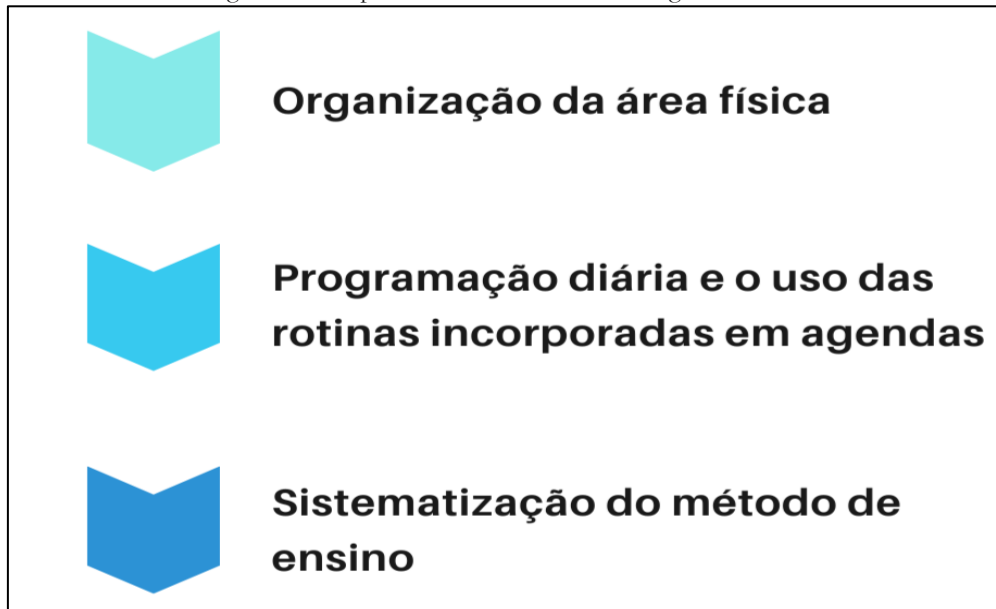 Organização da área física
Programação diária e o uso das
rotinas incorporadas em agendas
Sistematização do método de
ensino